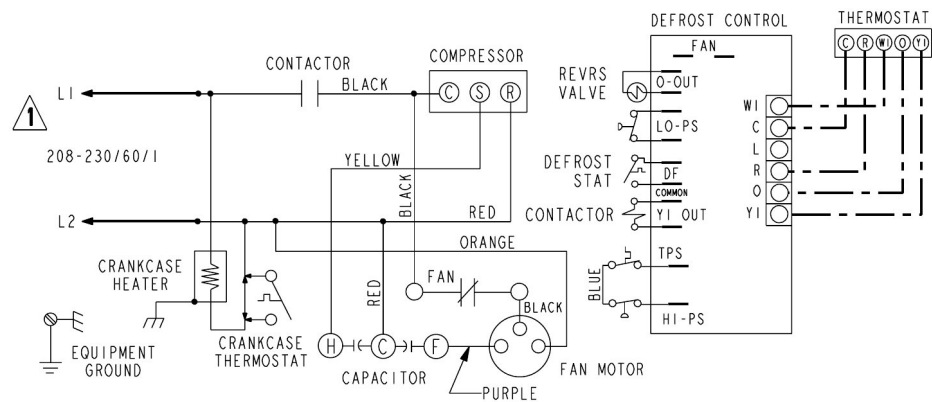 DEFROST CONTROL
THERMOSTAT
FAN
C R W1 O Y1
COMPRESSOR
CONTACTOR
BLACK
C S R
REVRS
VALVE
O-OUT
L1
1
W1
LO-PS
C
208-230/60/1
L
YELLOW
BLACK
DEFROST
STAT
DF
R
COMMON
O
L2
RED
CONTACTOR
Y1 OUT
Y1
ORANGE
CRANKCASE
HEATER
RED
FAN
BLUE
TPS
BLACK
HI-PS
EQUIPMENT
GROUND
CRANKCASE
THERMOSTAT
H C F
CAPACITOR
FAN MOTOR
PURPLE